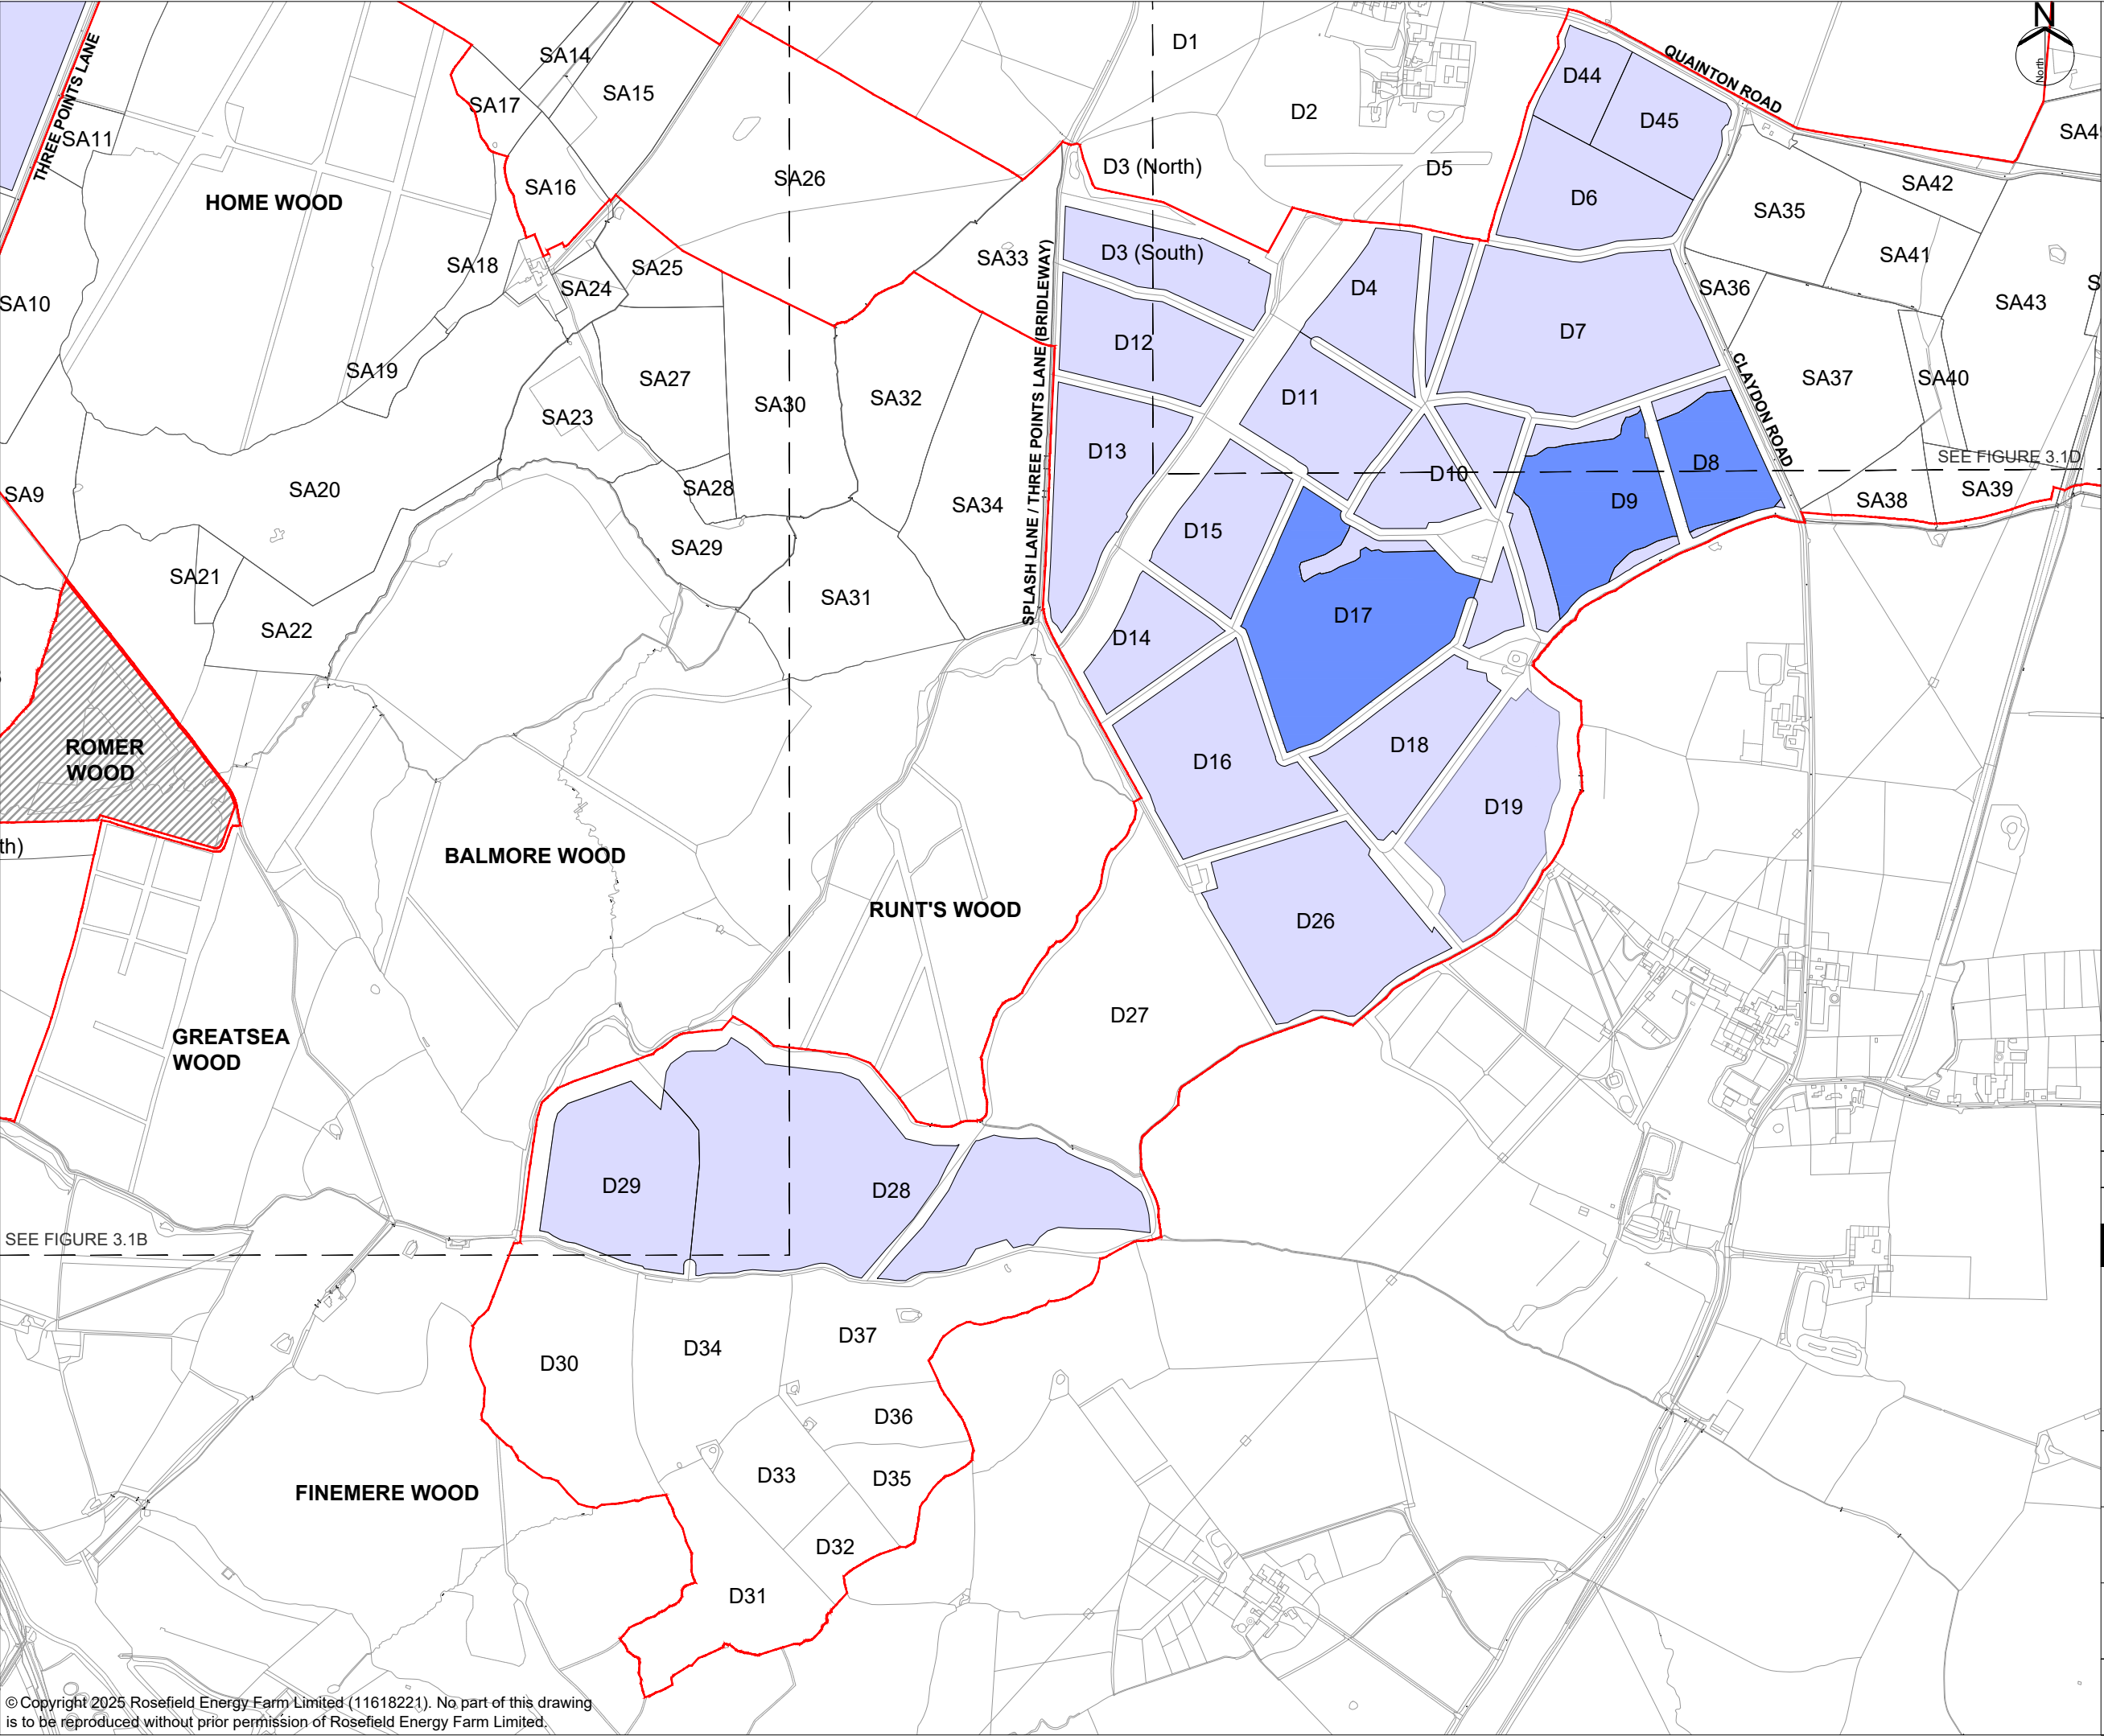 N
North
THREE POINTS LANE
QUAINTON ROAD
CLAYDON ROAD
SPLASH LANE / THREE POINTS LANE (BRIDLEWAY)
D1
SA14
D44
SA15
SA17
D2
D45
SA11
D3 (North)
D5
SA26
SA42
SA16
HOME WOOD
D6
SA35
D3 (South)
SA33
SA41
SA18
SA25
SA24
D4
SA36
SA43
SA10
D7
D12
SA19
SA27
SA37
SA40
SA32
D11
SA30
SA23
D13
SEE FIGURE 3.1D
D8
D10
SA20
SA28
SA9
SA39
SA38
D9
SA34
D15
SA29
SA21
SA31
D17
SA22
D14
ROMER
WOOD
D18
D16
D19
th)
BALMORE WOOD
RUNT'S WOOD
D26
D27
GREATSEA
WOOD
D29
D28
SEE FIGURE 3.1B
D37
D34
D30
D36
D33
D35
FINEMERE WOOD
D32
D31
© Copyright 2025 Rosefield Energy Farm Limited (11618221). No part of this drawing
is to be reproduced without prior permission of Rosefield Energy Farm Limited.